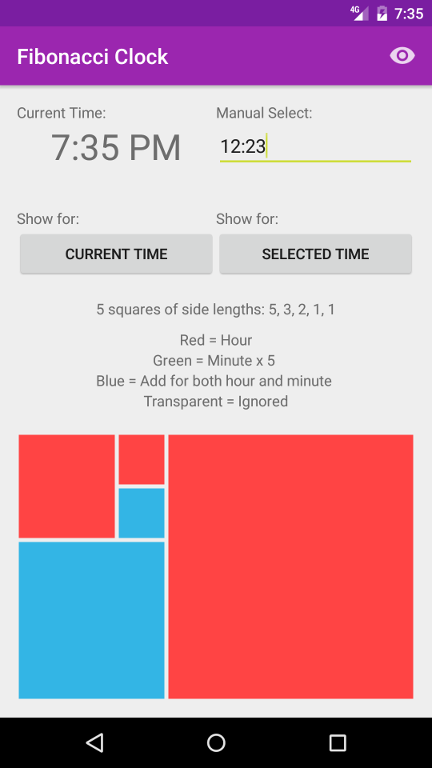 4G 7:35
Fibonacci Clock
Current Time:
Manual Select:
7:35 PM
12:23
Show for:
Show for:
CURRENT TIME
SELECTED TIME
5 squares of side lengths: 5, 3, 2, 1, 1
Red = Hour
Green = Minute x 5
Blue = Add for both hour and minute
Transparent = Ignored